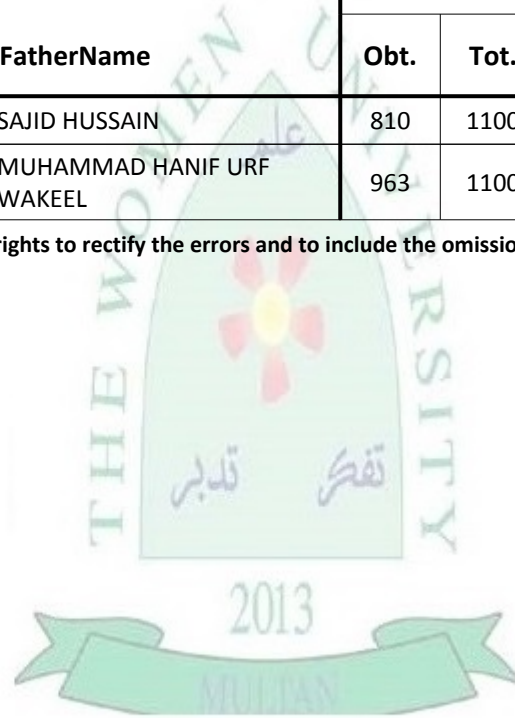 FatherName Obt. Tot.
SAJID HUSSAIN 810 1100
MUHAMMAD HANIF URF
WAKEEL 963 1100
rights to rectify the errors and to include the omissio
THE WOMEN UNIVERSITY
علم
تدبر تفکر
2013
MULTAN